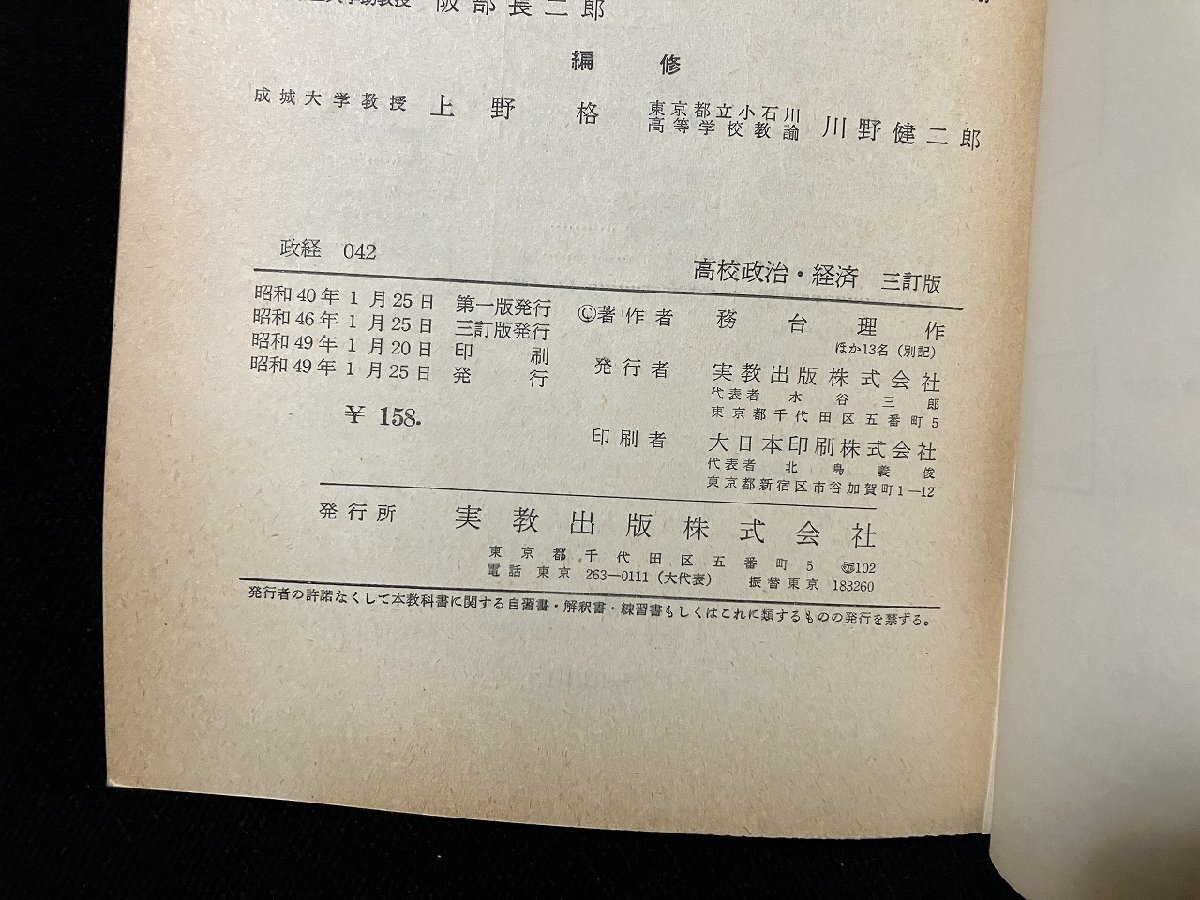 阪部長二郎
編修
成城大学教授 上野格 東京都立小石川高等学校教諭 川野健二郎
政経 042
高校政治・経済 三訂版
昭和40年1月25日 第一版発行
昭和46年1月25日 三訂版発行
昭和49年1月20日 印刷
昭和49年1月25日 発行
¥158.
©著作者 務台理作
ほか13名(別記)
発行者 実教出版株式会社
代表者 水谷三郎
東京都千代田区五番町5
印刷者 大日本印刷株式会社
代表者 北島義俊
東京都新宿区市谷加賀町1―12
発行所 実教出版株式会社
東京都千代田区五番町5 〠102
電話 東京 263―0111(大代表) 振替東京 183260
発行者の許諾なくして本教科書に関する自習書・解釈書・練習書もしくはこれに類するものの発行を禁ずる。